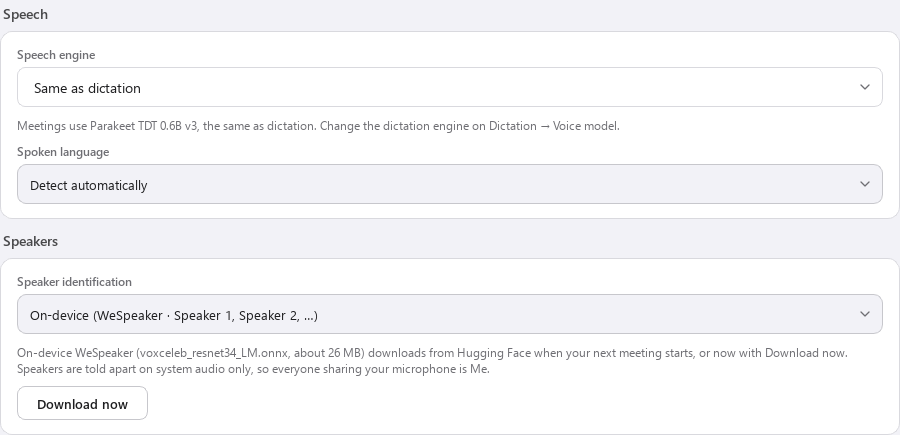 Speech
Speech engine
Same as dictation
Meetings use Parakeet TDT 0.6B v3, the same as dictation. Change the dictation engine on Dictation → Voice model.
Spoken language
Detect automatically
Speakers
Speaker identification
On-device (WeSpeaker · Speaker 1, Speaker 2, ...)
On-device WeSpeaker (voxceleb_resnet34_LM.onnx, about 26 MB) downloads from Hugging Face when your next meeting starts, or now with Download now.
Speakers are told apart on system audio only, so everyone sharing your microphone is Me.
Download now